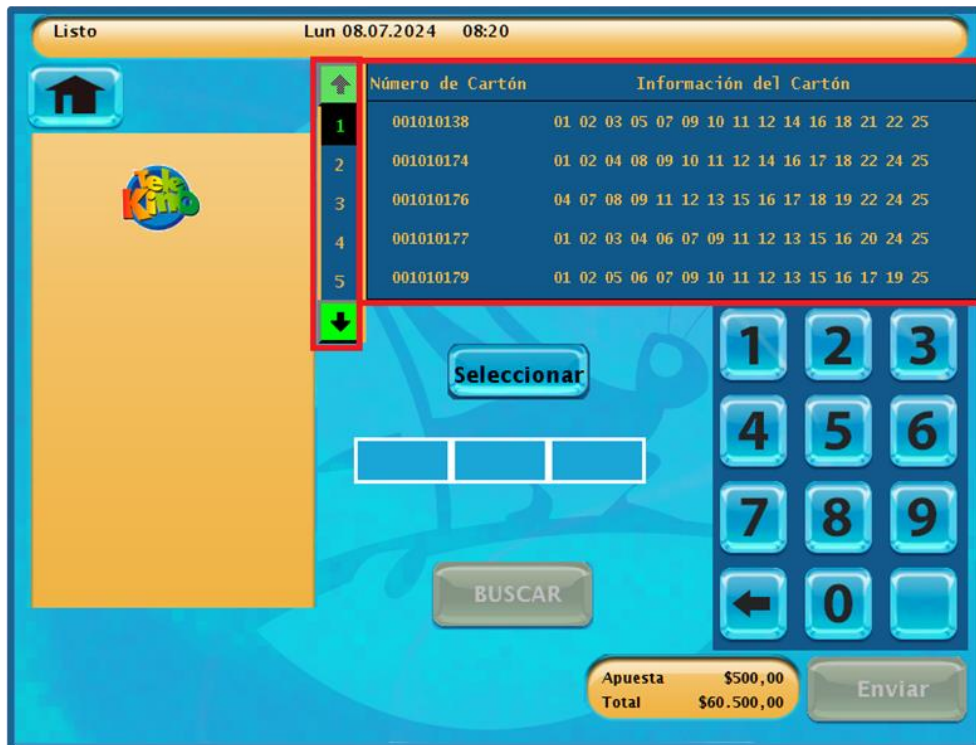 Listo Lun 08.07.2024 08:20
Número de Cartón Información del Cartón
1 001010138 01 02 03 05 07 09 10 11 12 14 16 18 21 22 25
2 001010174 01 02 04 08 09 10 11 12 14 16 17 18 22 24 25
3 001010176 04 07 08 09 11 12 13 15 16 17 18 19 22 24 25
4 001010177 01 02 03 04 06 07 09 11 12 13 15 16 20 24 25
5 001010179 01 02 05 06 07 09 10 11 12 13 15 16 17 19 25
Tele
Kino
Seleccionar
1 2 3
4 5 6
7 8 9
0
BUSCAR
Apuesta $500,00
Total $60.500,00
Enviar